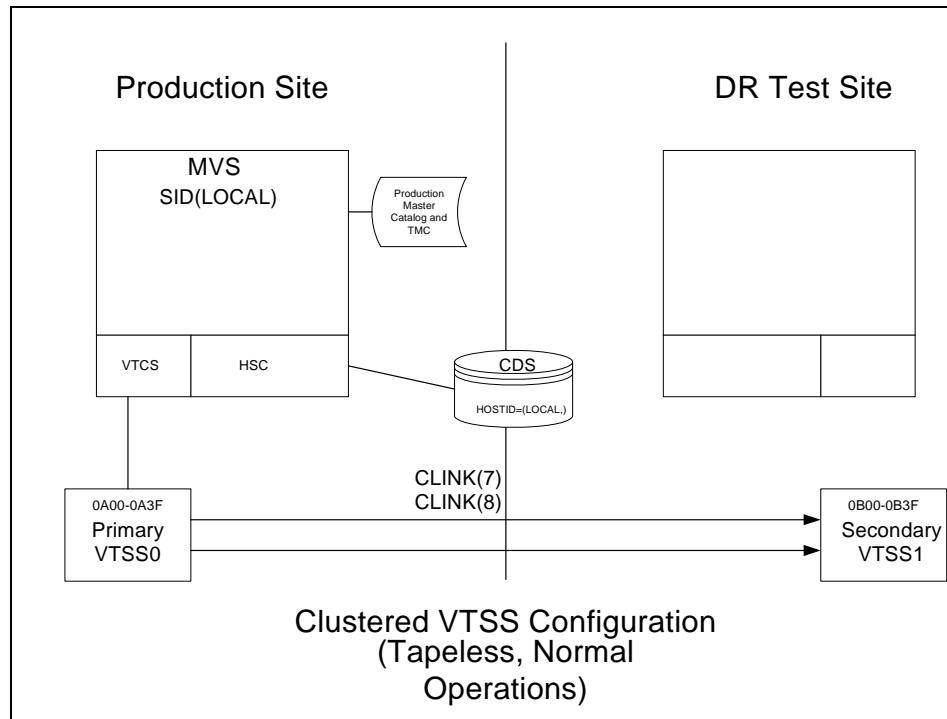 Production Site
DR Test Site
MVS
SID(LOCAL)
Production
Master
Catalog and
TMC
VTCS
HSC
CDS
HOSTID=(LOCAL,)
CLINK(7)
CLINK(8)
0A00-0A3F
Primary
VTSS0
0B00-0B3F
Secondary
VTSS1
Clustered VTSS Configuration
(Tapeless, Normal
Operations)